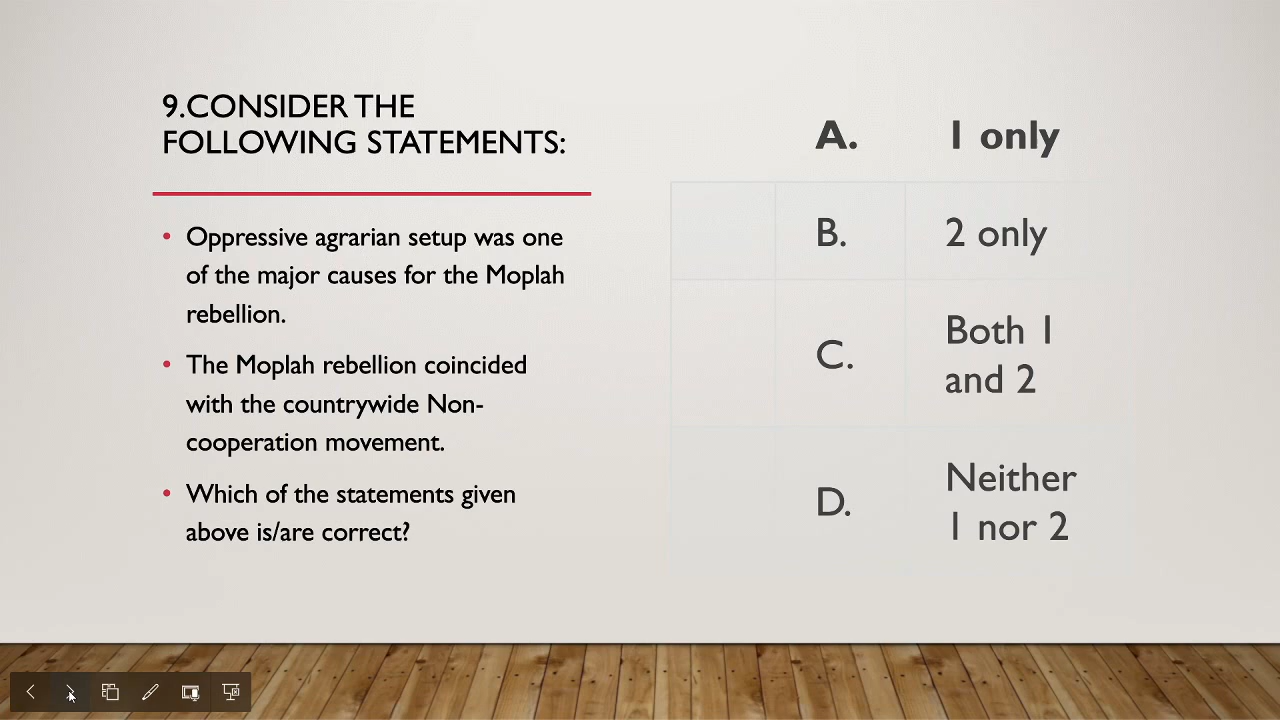 9.CONSIDER THE
FOLLOWING STATEMENTS:
• Oppressive agrarian setup was one
of the major causes for the Moplah
rebellion.
• The Moplah rebellion coincided
with the countrywide Non-
cooperation movement.
• Which of the statements given
above is/are correct?
A. 1 only
B. 2 only
C. Both 1
and 2
D. Neither
1 nor 2